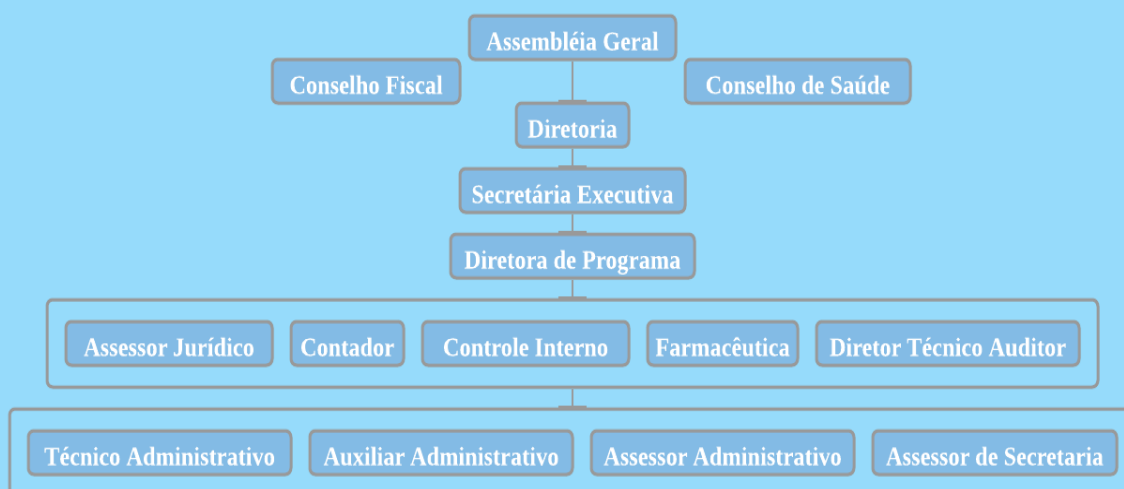 Assembléia Geral
Conselho Fiscal
Conselho de Saúde
Diretoria
Secretária Executiva
Diretora de Programa
Assessor Jurídico
Contador
Controle Interno
Farmacêutica
Diretor Técnico Auditor
Técnico Administrativo
Auxiliar Administrativo
Assessor Administrativo
Assessor de Secretaria